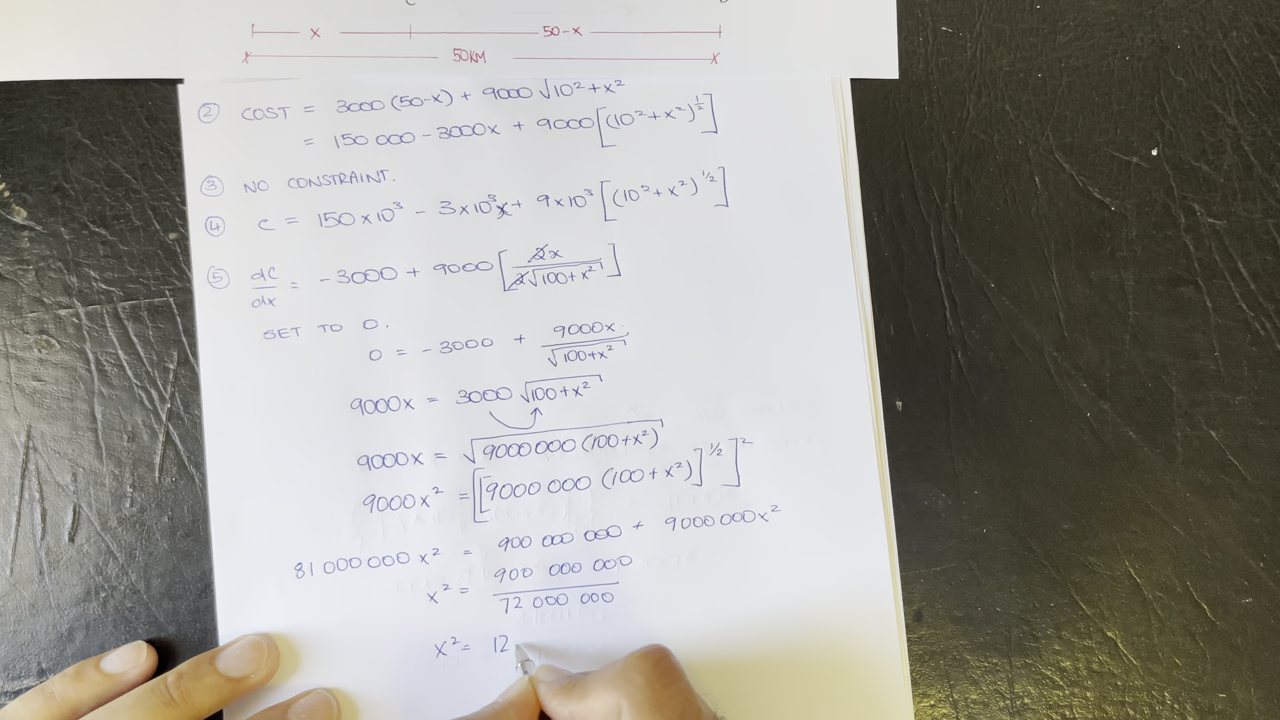 x 50-x
50KM
② COST = 3000 (50-x) + 9000 √10² + x²
= 150 000 - 3000x + 9000 [(10² + x²)^½]
③ NO CONSTRAINT.
④ C = 150 x 10³ - 3 x 10³x + 9 x 10³ [(10² + x²)^1/2]
⑤ dC/dx = -3000 + 9000 [2x / 2√100 + x²]
SET TO 0.
0 = -3000 + 9000x / √100 + x²
9000x = 3000 √100 + x²
9000x = √9000 000 (100 + x²)
9000x² = [[9000 000 (100 + x²)]^1/2]²
81 000 000 x² = 900 000 000 + 9000 000x²
x² = 900 000 000 / 72 000 000
x² = 12